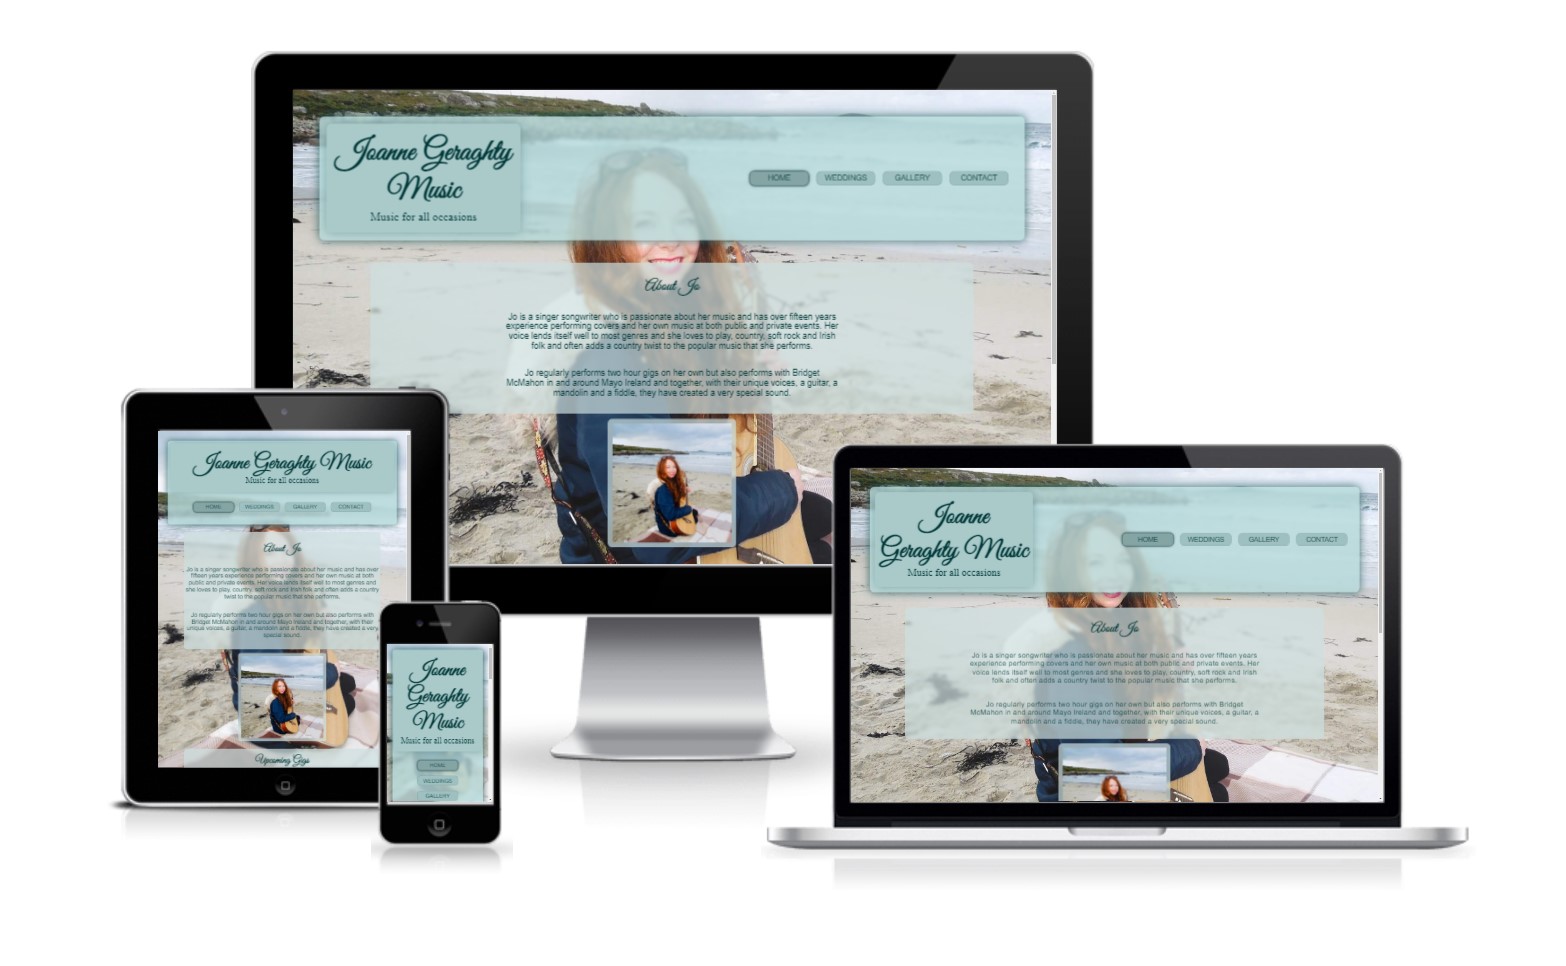 Joanne Geraghty
Music
Music for all occasions
HOME
WEDDINGS
GALLERY
CONTACT
About Jo
Jo is a singer songwriter who is passionate about her music and has over fifteen years
experience performing covers and her own music at both public and private events. Her
voice lends itself well to most genres and she loves to play, country, soft rock and Irish
folk and often adds a country twist to the popular music that she performs.
Jo regularly performs two hour gigs on her own but also performs with Bridget
McMahon in and around Mayo Ireland and together, with their unique voices, a guitar, a
mandolin and a fiddle, they have created a very special sound.
Joanne Geraghty Music
Music for all occasions
HOME
WEDDINGS
GALLERY
CONTACT
About Jo
Jo is a singer songwriter who is passionate about her music and has over
fifteen years experience performing covers and her own music at both
public and private events. Her voice lends itself well to most genres and
she loves to play, country, soft rock and Irish folk and often adds a country
twist to the popular music that she performs.
Jo regularly performs two hour gigs on her own but also performs with
Bridget McMahon in and around Mayo Ireland and together, with their
unique voices, a guitar, a mandolin and a fiddle, they have created a very
special sound.
Upcoming Gigs
Joanne
Geraghty
Music
Music for all occasions
HOME
WEDDINGS
GALLERY
Joanne
Geraghty Music
Music for all occasions
HOME
WEDDINGS
GALLERY
CONTACT
About Jo
Jo is a singer songwriter who is passionate about her music and has over fifteen years
experience performing covers and her own music at both public and private events. Her
voice lends itself well to most genres and she loves to play, country, soft rock and Irish
folk and often adds a country twist to the popular music that she performs.
Jo regularly performs two hour gigs on her own but also performs with Bridget
McMahon in and around Mayo Ireland and together, with their unique voices, a guitar, a
mandolin and a fiddle, they have created a very special sound.